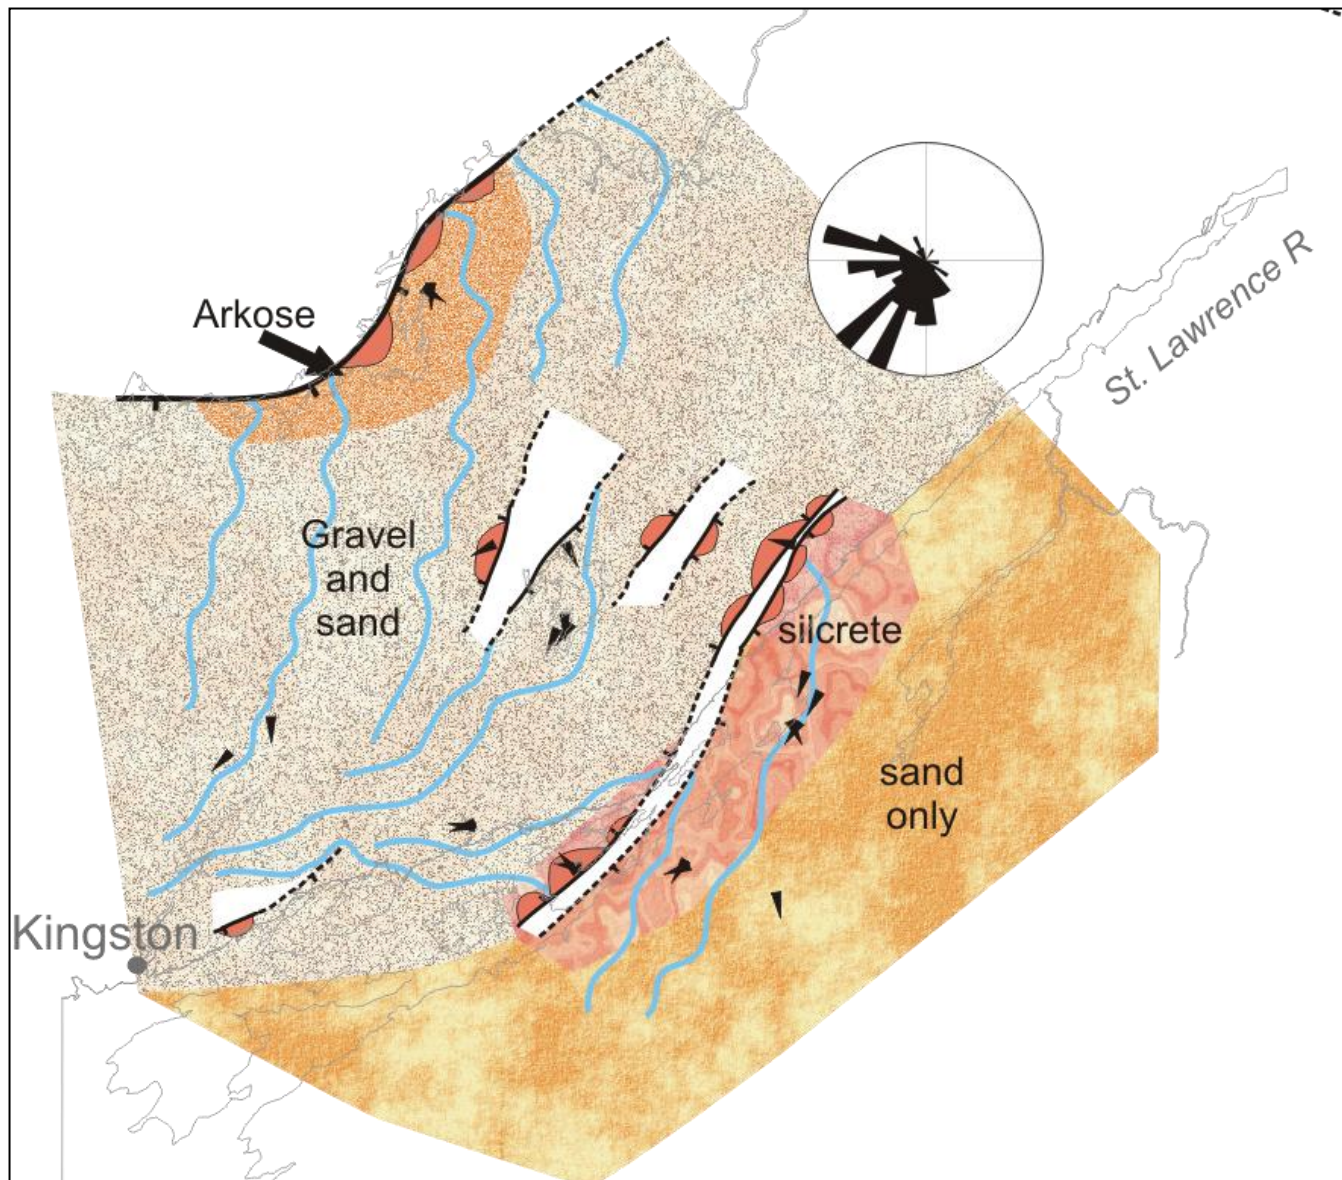 Arkose
St. Lawrence R
Gravel
and
sand
silcrete
sand
only
Kingston